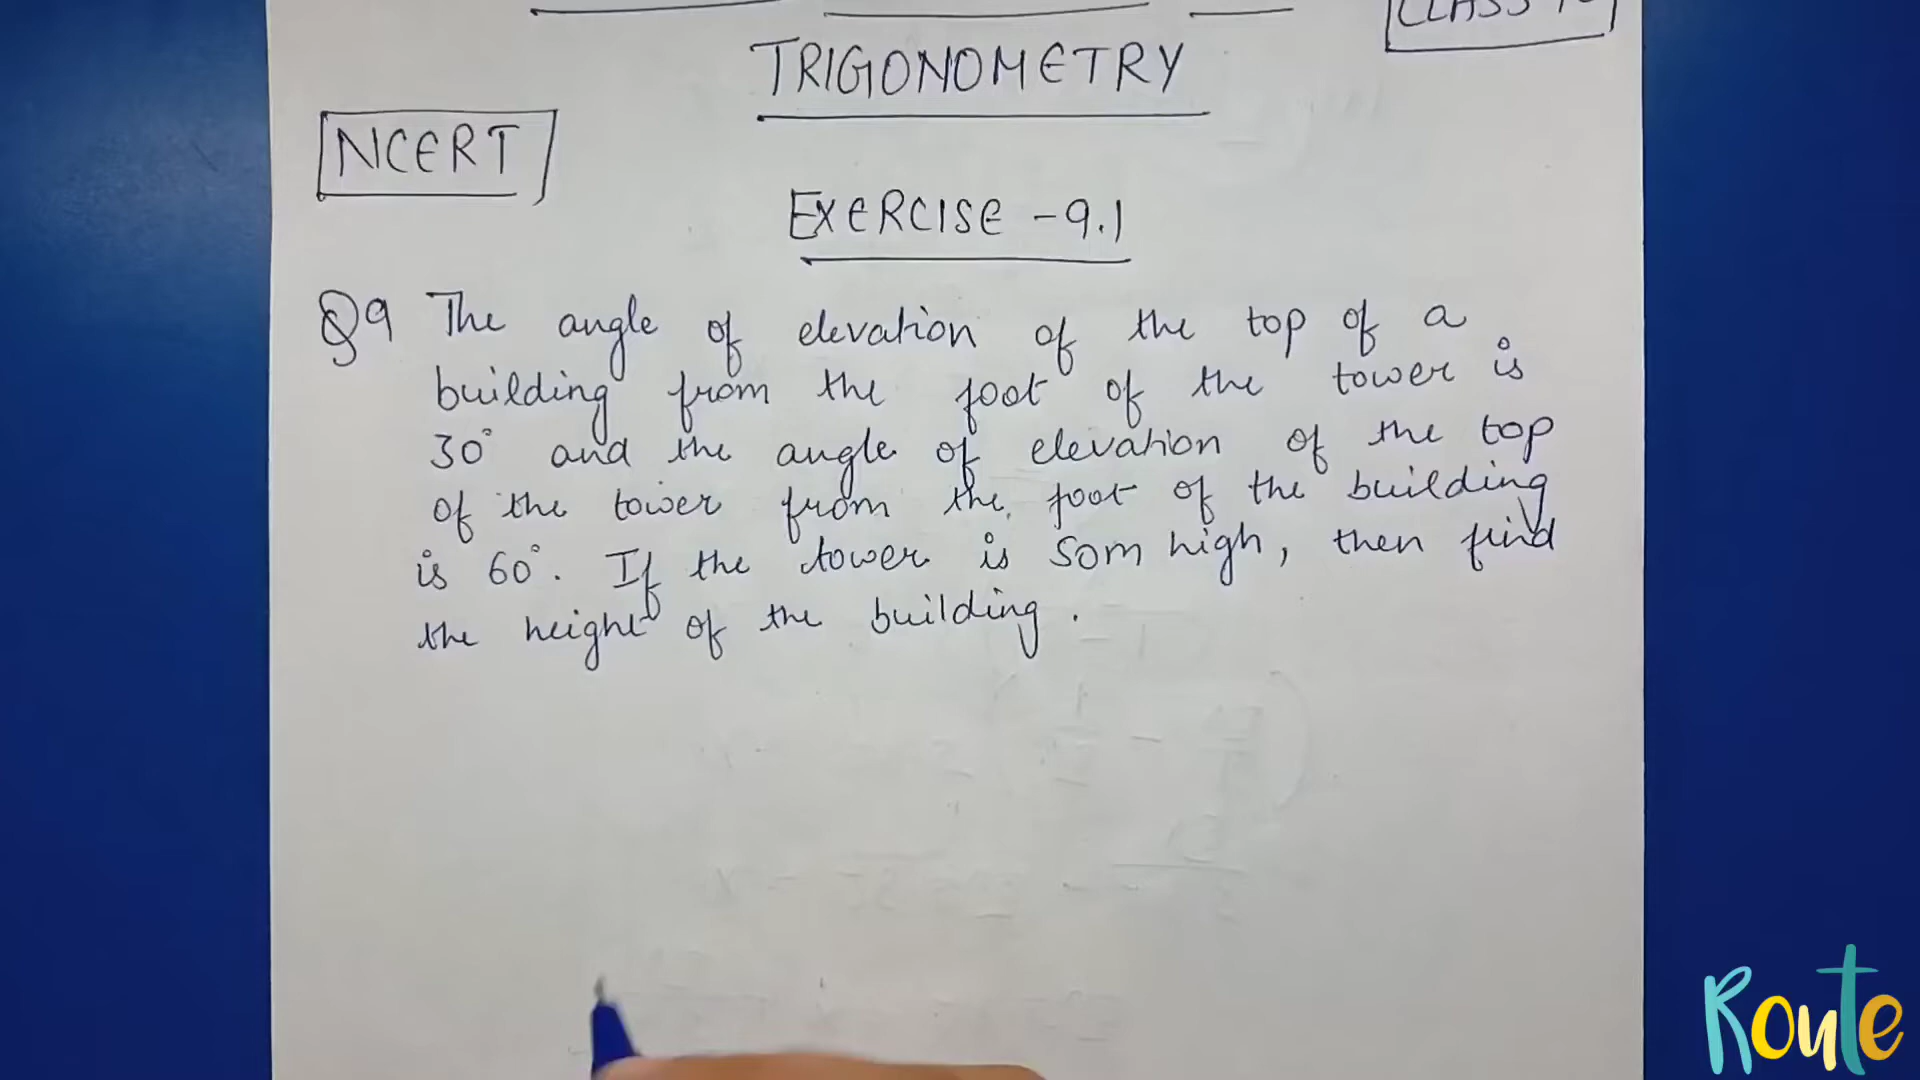 TRIGONOMETRY
NCERT
EXERCISE - 9.1
Q9 The angle of elevation of the top of a
building from the foot of the tower is
30° and the angle of elevation of the top
of the tower from the foot of the building
is 60°. If the tower is 50m high, then find
the height of the building.
Route